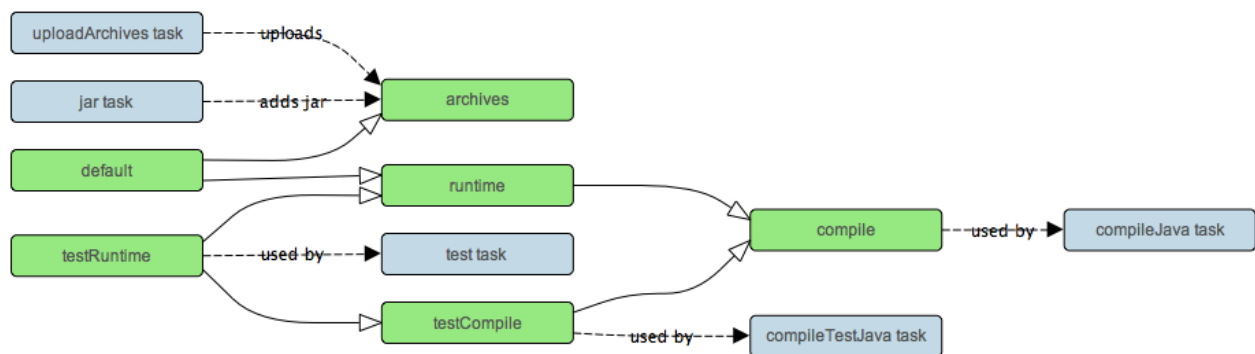 uploadArchives task
uploads
jar task
adds jar
archives
default
runtime
testRuntime
used by
test task
compile
used by
compileJava task
testCompile
used by
compileTestJava task